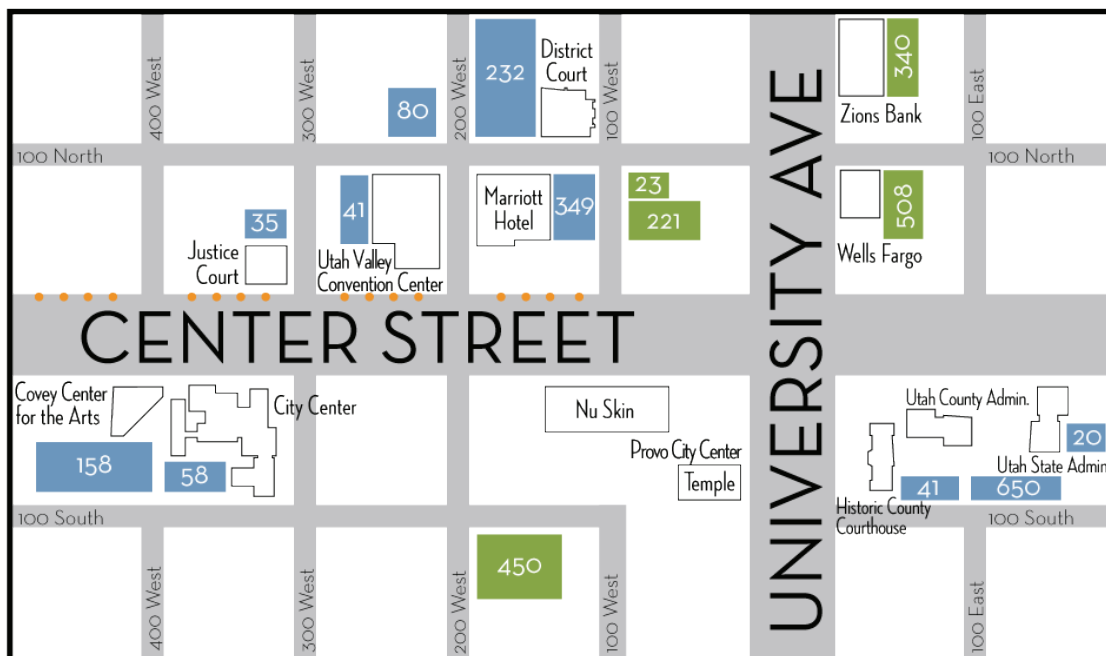 400 West
300 West
80
200 West
232
District
Court
100 West
UNIVERSITY AVE
340
Zions Bank
100 East
100 North
100 North
35
Justice
Court
41
Utah Valley
Convention Center
Marriott
Hotel
349
23
221
508
Wells Fargo
CENTER STREET
Covey Center
for the Arts
158
58
City Center
Nu Skin
Provo City Center
Temple
Utah County Admin.
20
Utah State Admin
Historic County
Courthouse
41
650
100 South
100 South
400 West
300 West
200 West
450
100 West
100 East